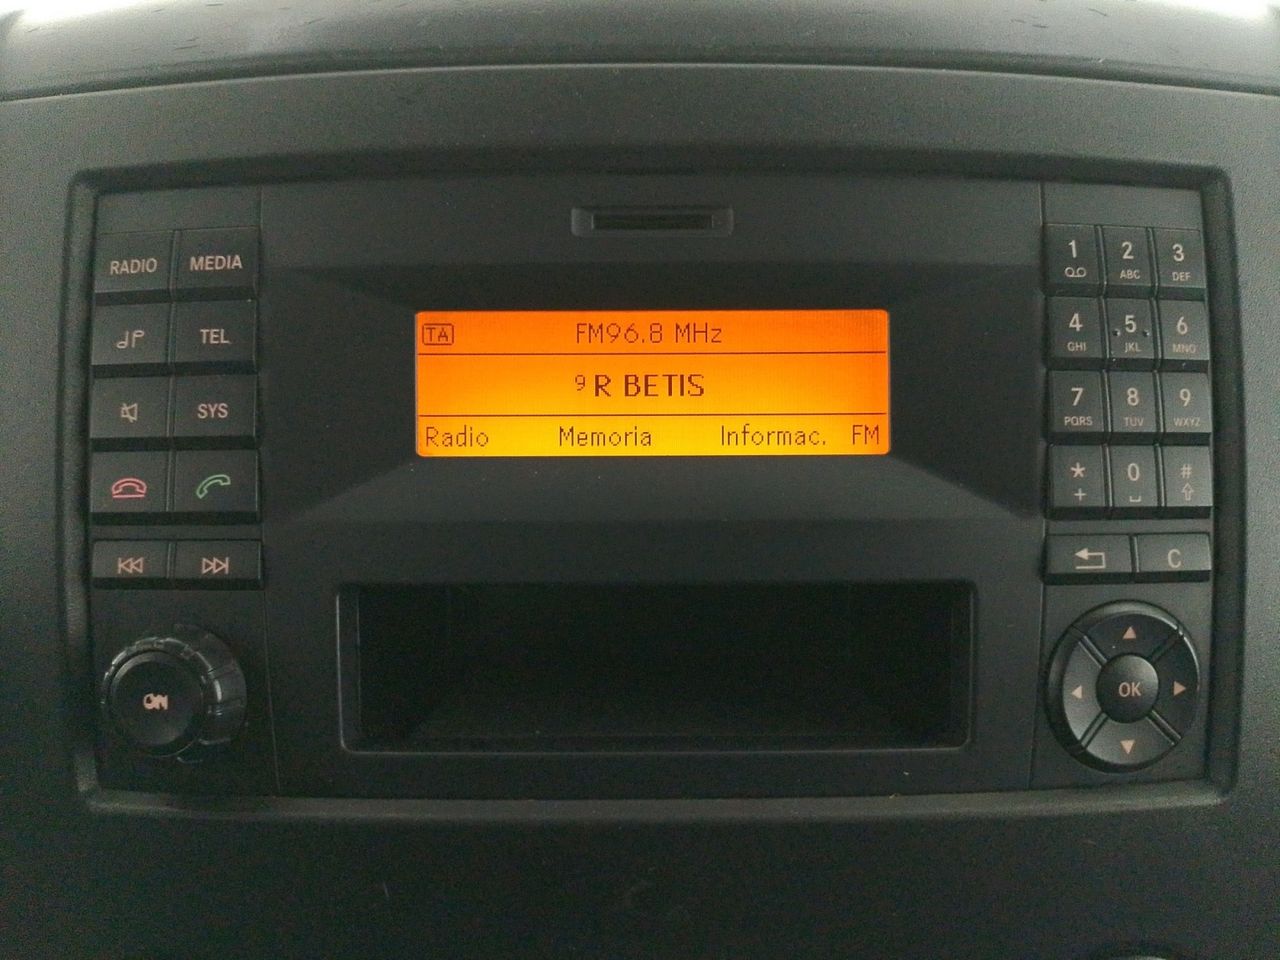 RADIO MEDIA
TEL
SYS
ON
TA FM96.8 MHz
9 R BETIS
Radio Memoria Informac. FM
1 2 3
ABC DEF
4 5 6
GHI JKL MNO
7 8 9
PQRS TUV WXYZ
* 0 #
+
C
OK